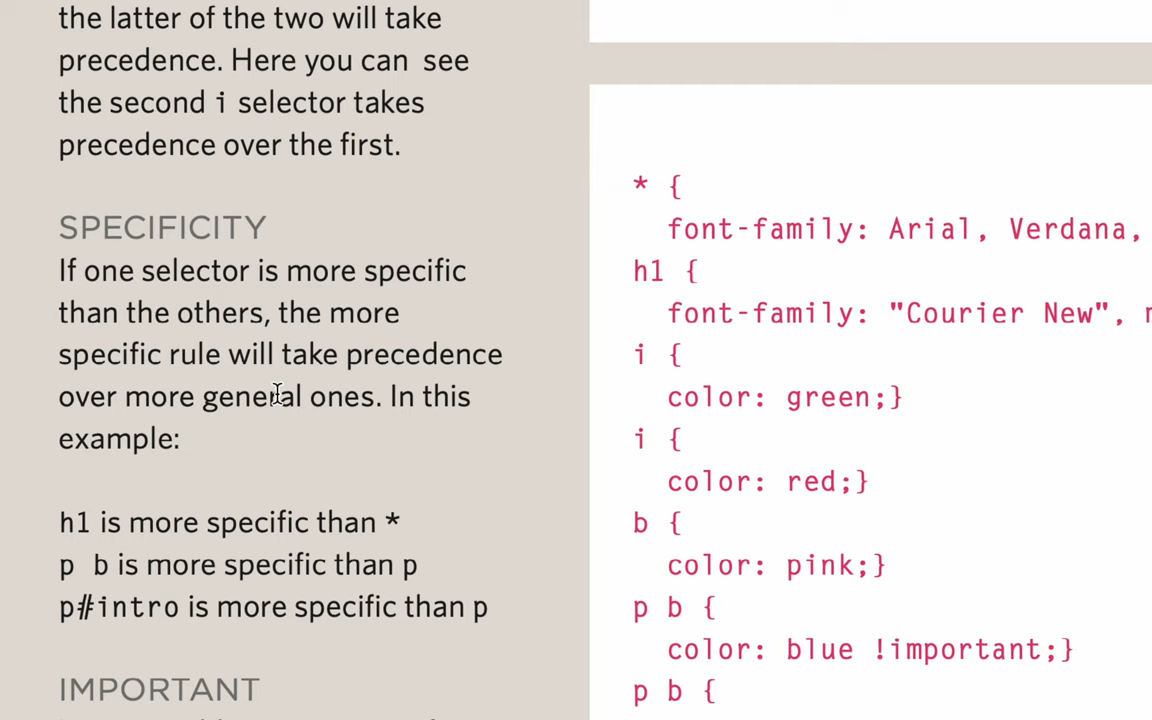 the latter of the two will take
precedence. Here you can see
the second i selector takes
precedence over the first.
SPECIFICITY
If one selector is more specific
than the others, the more
specific rule will take precedence
over more general ones. In this
example:
h1 is more specific than *
p b is more specific than p
p#intro is more specific than p
IMPORTANT
* {
font-family: Arial, Verdana,
h1 {
font-family: "Courier New",
i {
color: green;}
i {
color: red;}
b {
color: pink;}
p b {
color: blue !important;}
p b {